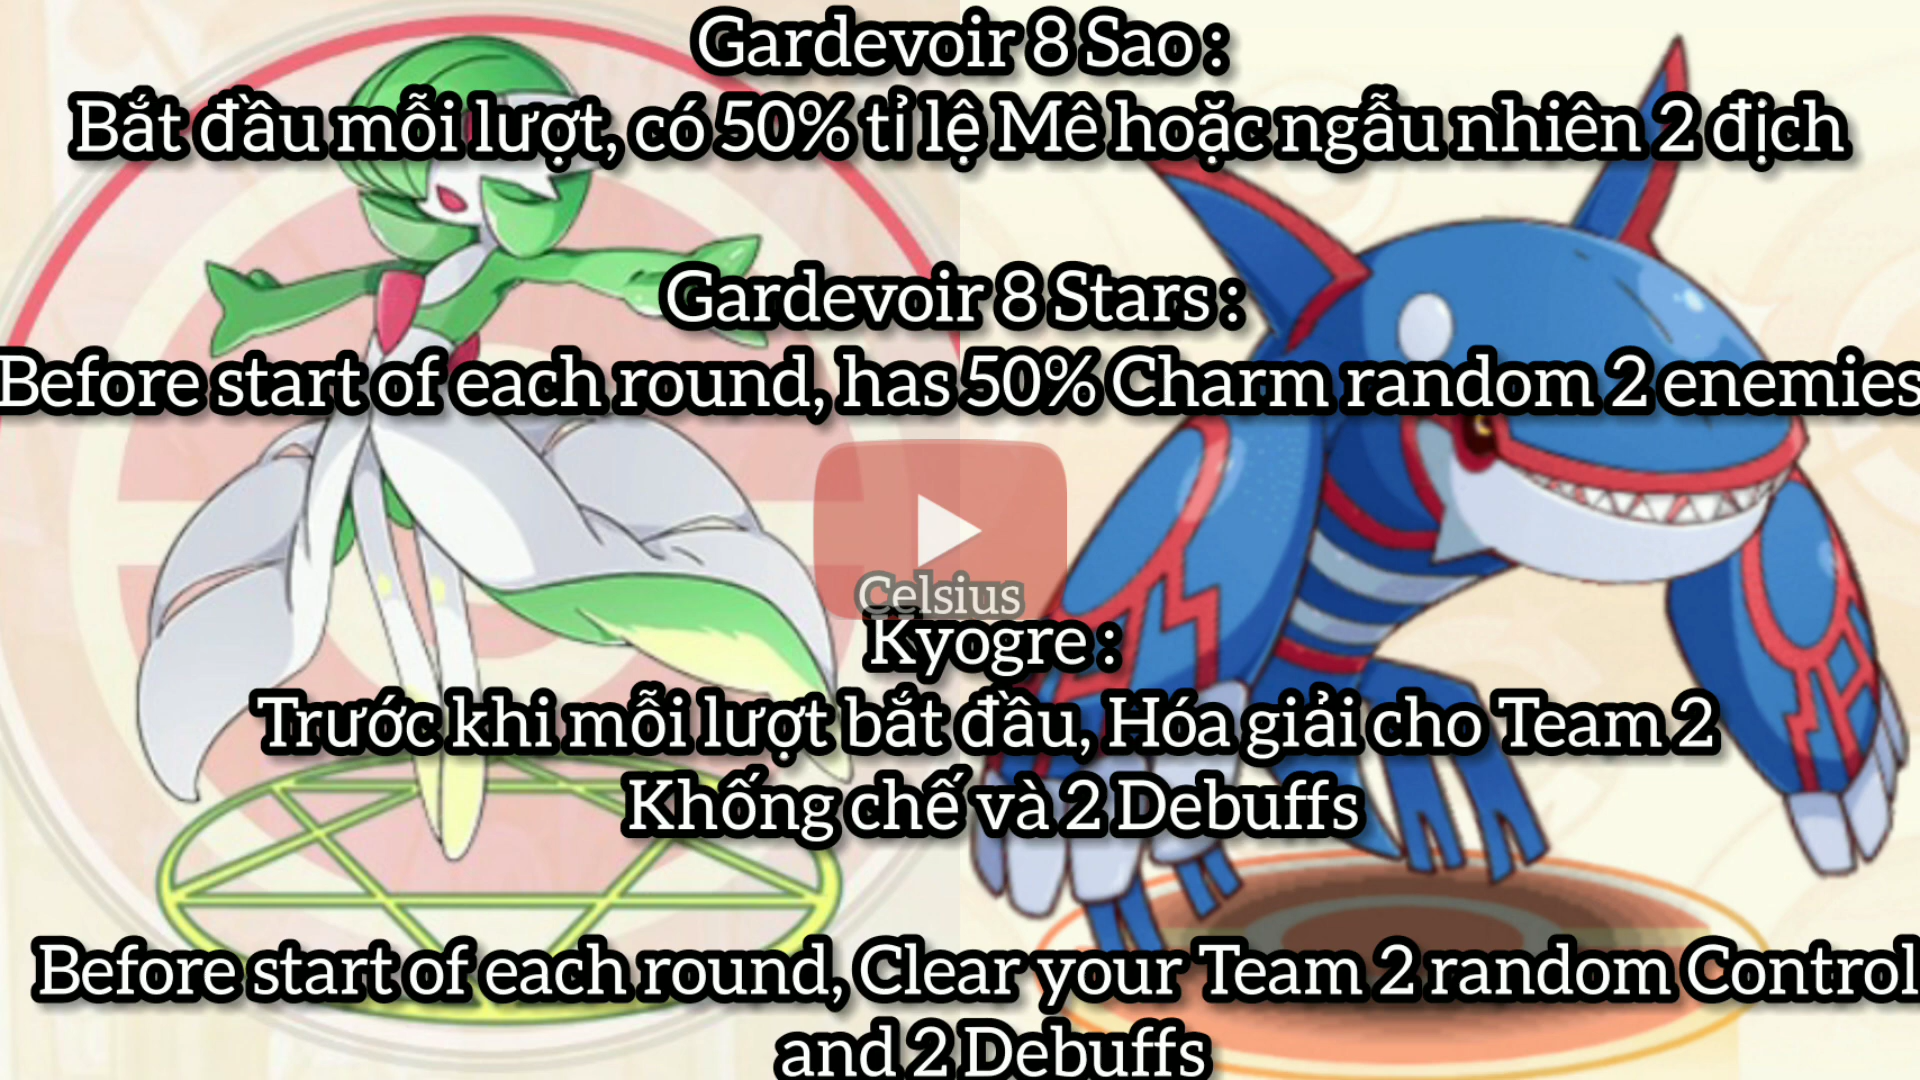 Gardevoir 8 Sao :
Bắt đầu mỗi lượt, có 50% tỉ lệ Mê hoặc ngẫu nhiên 2 địch
Gardevoir 8 Stars :
Before start of each round, has 50% Charm random 2 enemies
Celsius
Kyogre :
Trước khi mỗi lượt bắt đầu, Hóa giải cho Team 2
Khống chế và 2 Debuffs
Before start of each round, Clear your Team 2 random Control
and 2 Debuffs